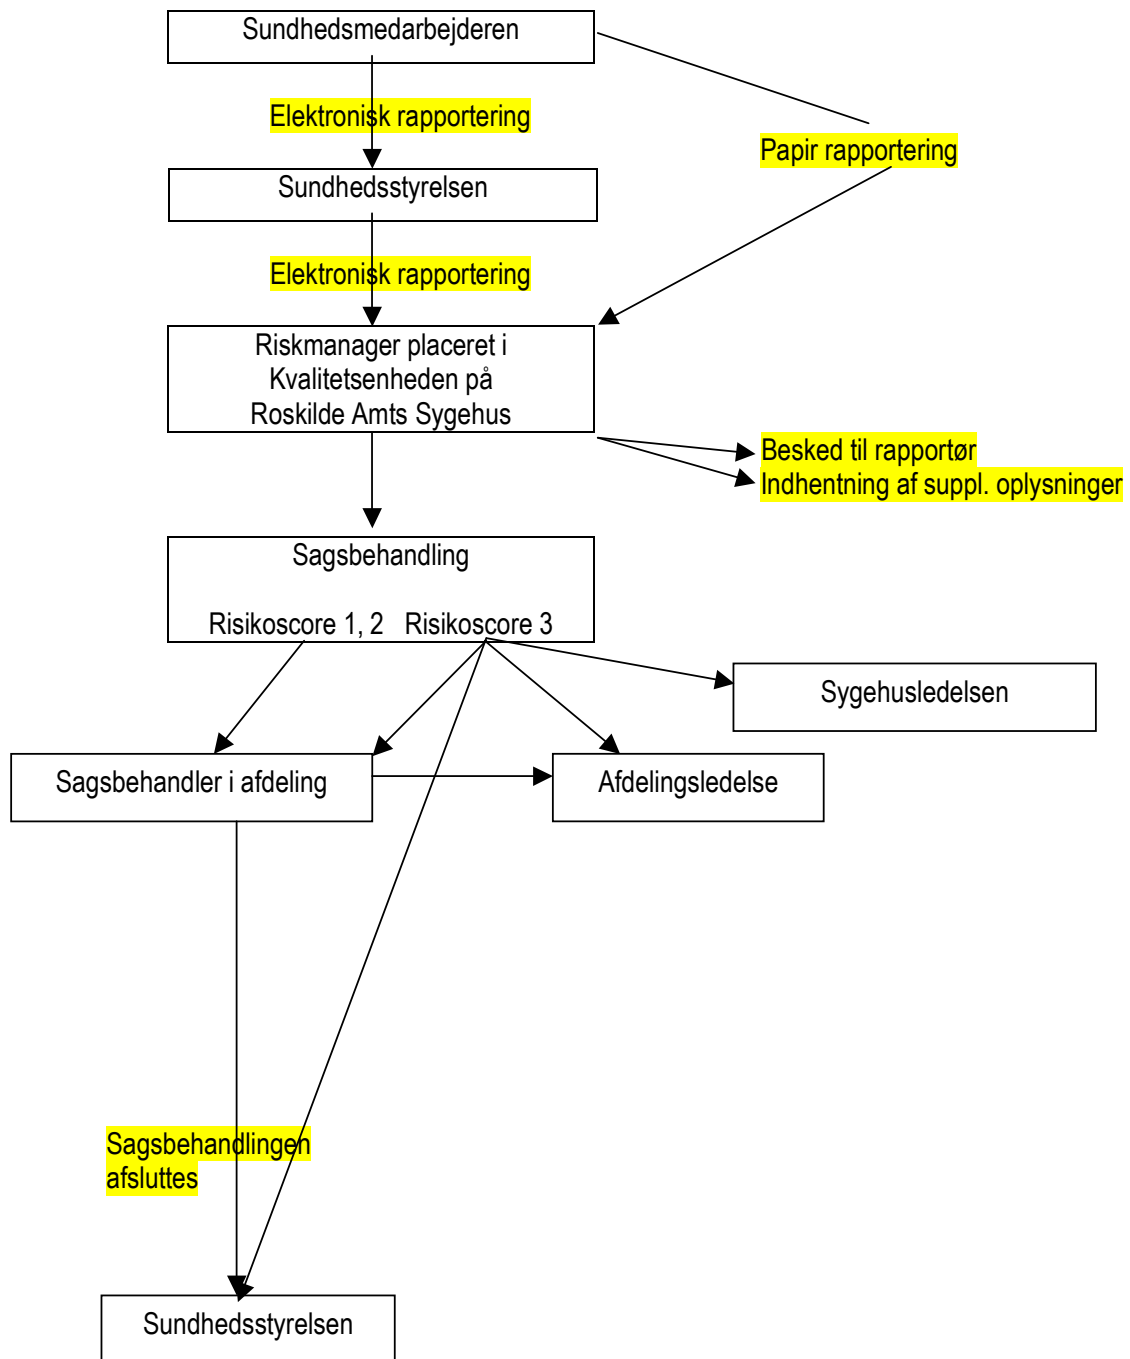 Sundhedsmedarbejderen
Elektronisk rapportering
Papir rapportering
Sundhedsstyrelsen
Elektronisk rapportering
Riskmanager placeret i
Kvalitetsenheden på
Roskilde Amts Sygehus
Besked til rapportør
Indhentning af suppl. oplysninger
Sagsbehandling
Risikoscore 1, 2 Risikoscore 3
Sygehusledelsen
Sagsbehandler i afdeling
Afdelingsledelse
Sagsbehandlingen
afsluttes
Sundhedsstyrelsen